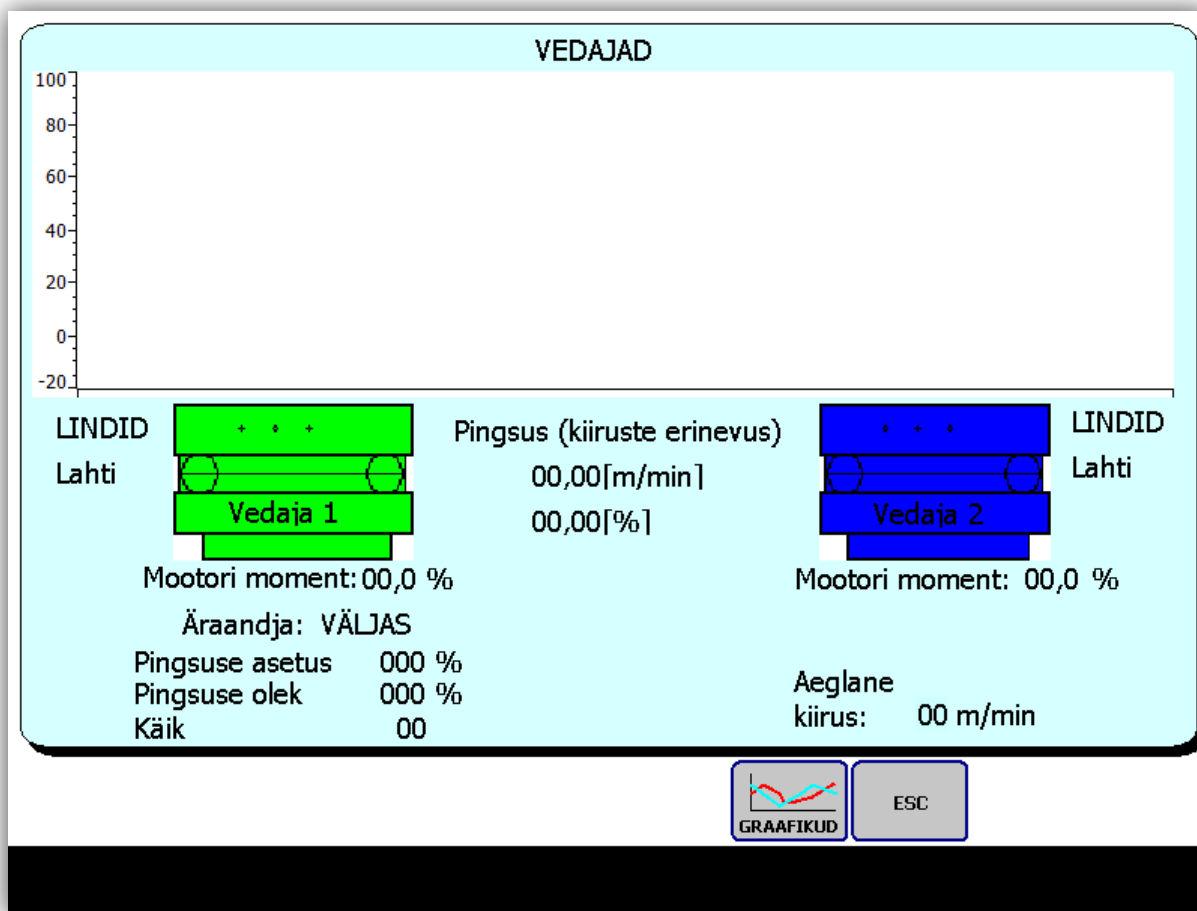 VEDAJAD
100
80
60
40
20
0
-20
LINDID
Lahti
Vedaja 1
Pingsus (kiiruste erinevus)
00,00[m/min]
00,00[%]
LINDID
Lahti
Vedaja 2
Mootori moment: 00,0 %
Mootori moment: 00,0 %
Äraandja: VÄLJAS
Pingsuse asetus 000 %
Pingsuse olek 000 %
Käik 00
Aeglane
kiirus: 00 m/min
GRAAFIKUD
ESC